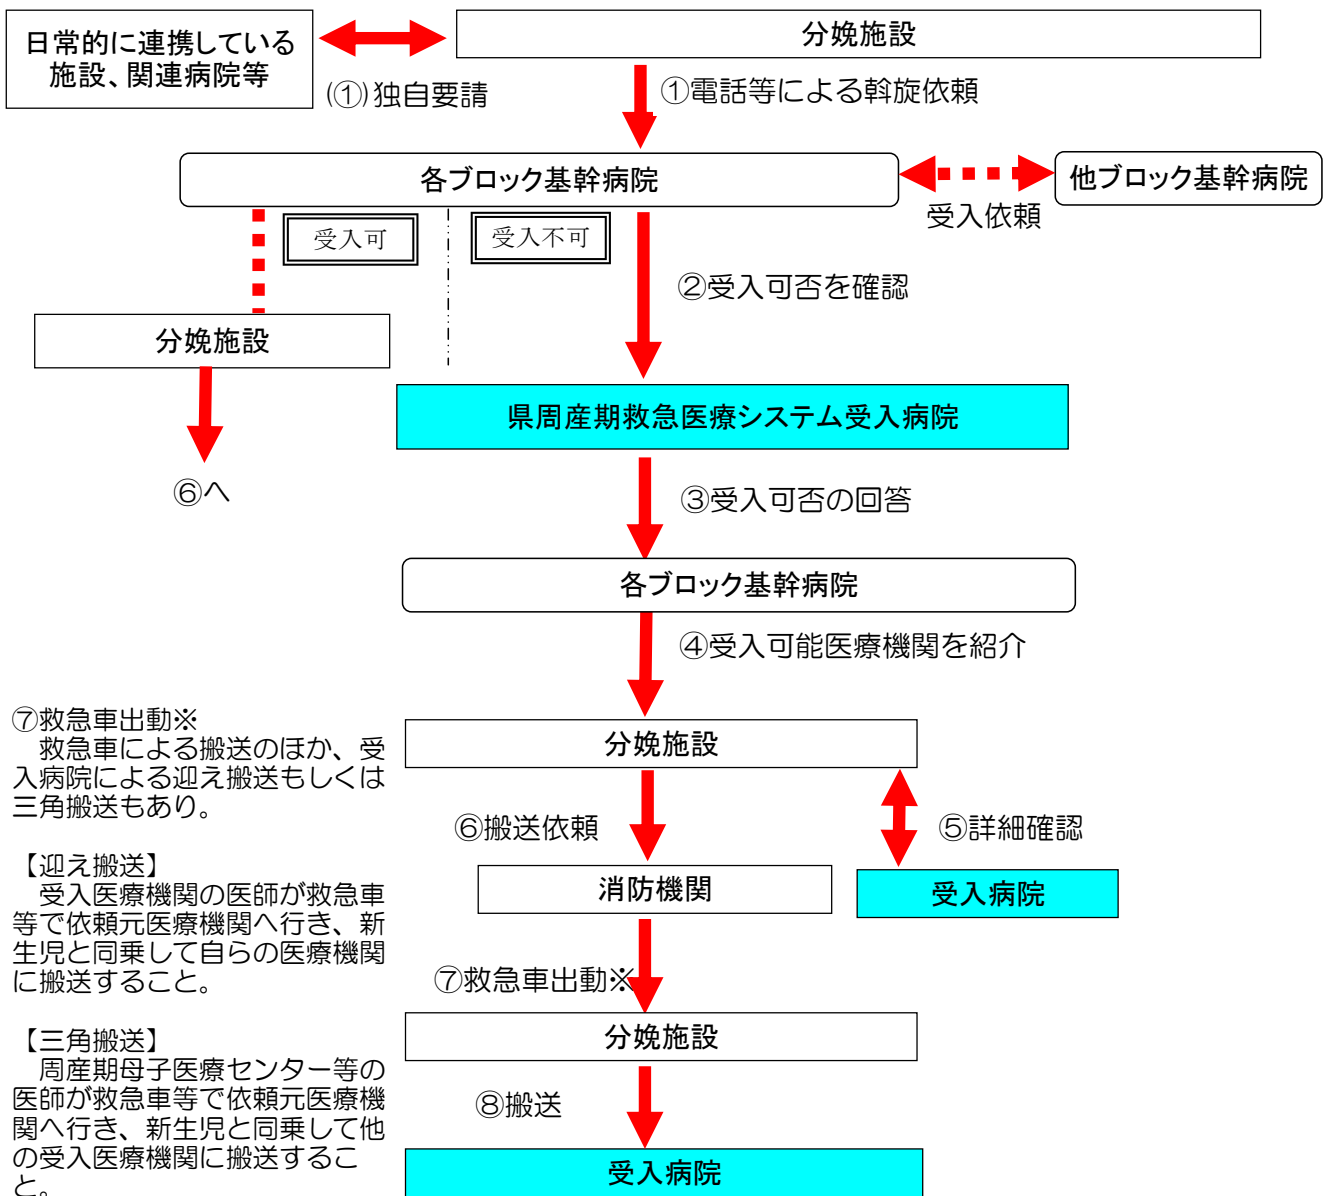 日常的に連携している
施設、関連病院等
分娩施設
(①)独自要請
①電話等による斡旋依頼
各ブロック基幹病院
他ブロック基幹病院
受入依頼
受入可
受入不可
②受入可否を確認
分娩施設
⑥へ
県周産期救急医療システム受入病院
③受入可否の回答
各ブロック基幹病院
④受入可能医療機関を紹介
分娩施設
⑥搬送依頼
⑤詳細確認
消防機関
受入病院
⑦救急車出動※
分娩施設
⑧搬送
受入病院
⑦救急車出動※
救急車による搬送のほか、受
入病院による迎え搬送もしくは
三角搬送もあり。
【迎え搬送】
受入医療機関の医師が救急車
等で依頼元医療機関へ行き、新
生児と同乗して自らの医療機関
に搬送すること。
【三角搬送】
周産期母子医療センター等の
医師が救急車等で依頼元医療機
関へ行き、新生児と同乗して他
の受入医療機関に搬送するこ
と。